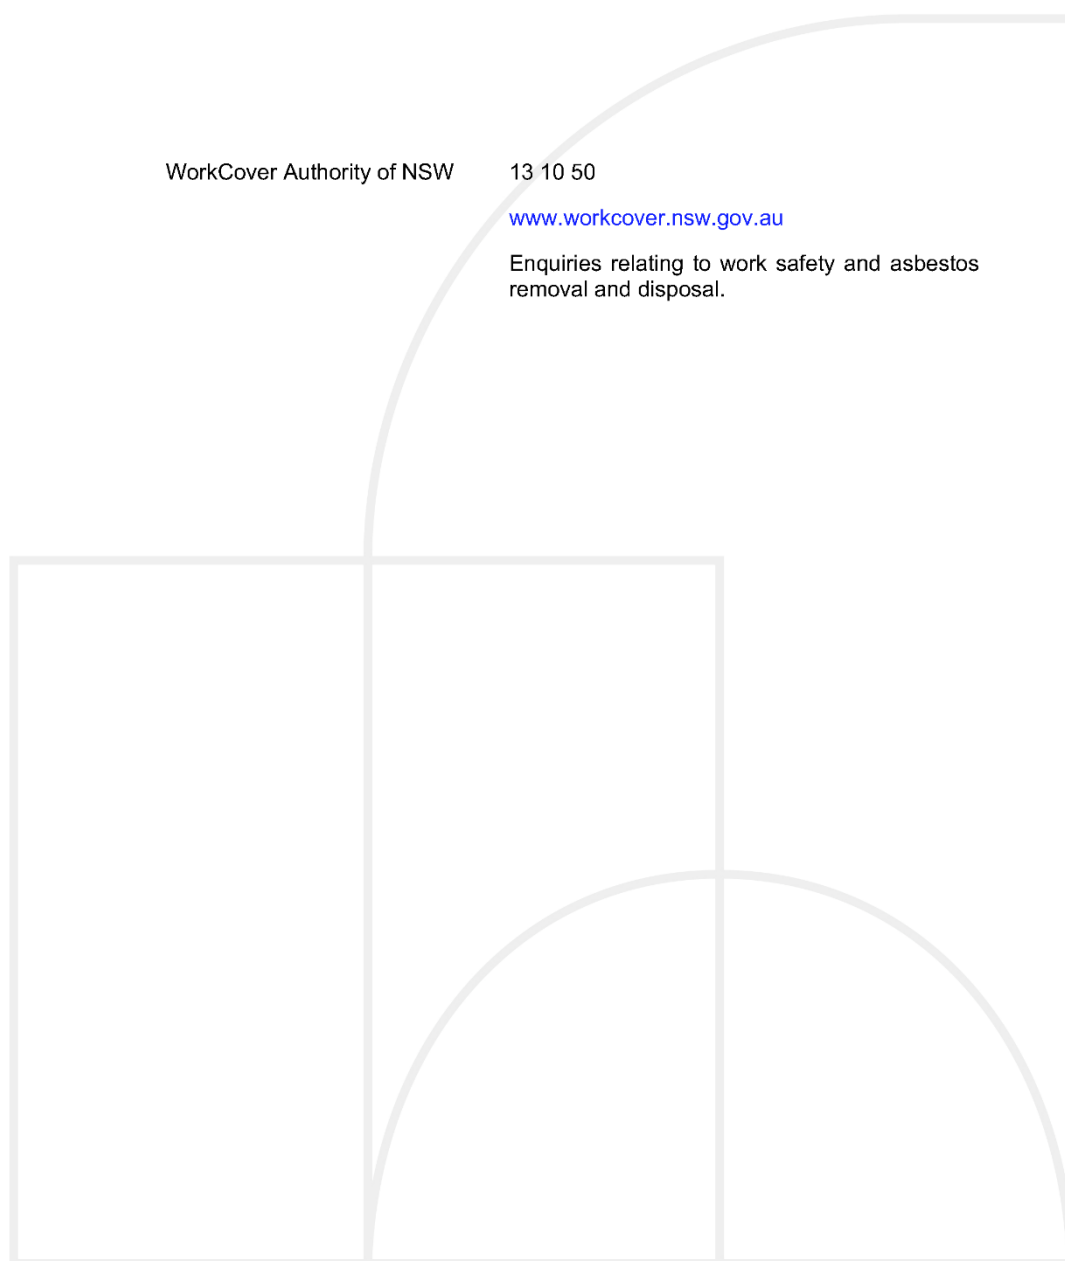 WorkCover Authority of NSW 13 10 50
www.workcover.nsw.gov.au
Enquiries relating to work safety and asbestos
removal and disposal.